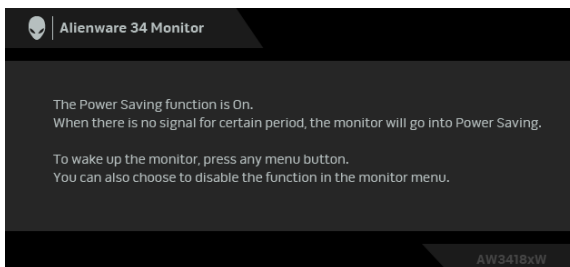 Alienware 34 Monitor
The Power Saving function is On.
When there is no signal for certain period, the monitor will go into Power Saving.
To wake up the monitor, press any menu button.
You can also choose to disable the function in the monitor menu.
AW3418xW